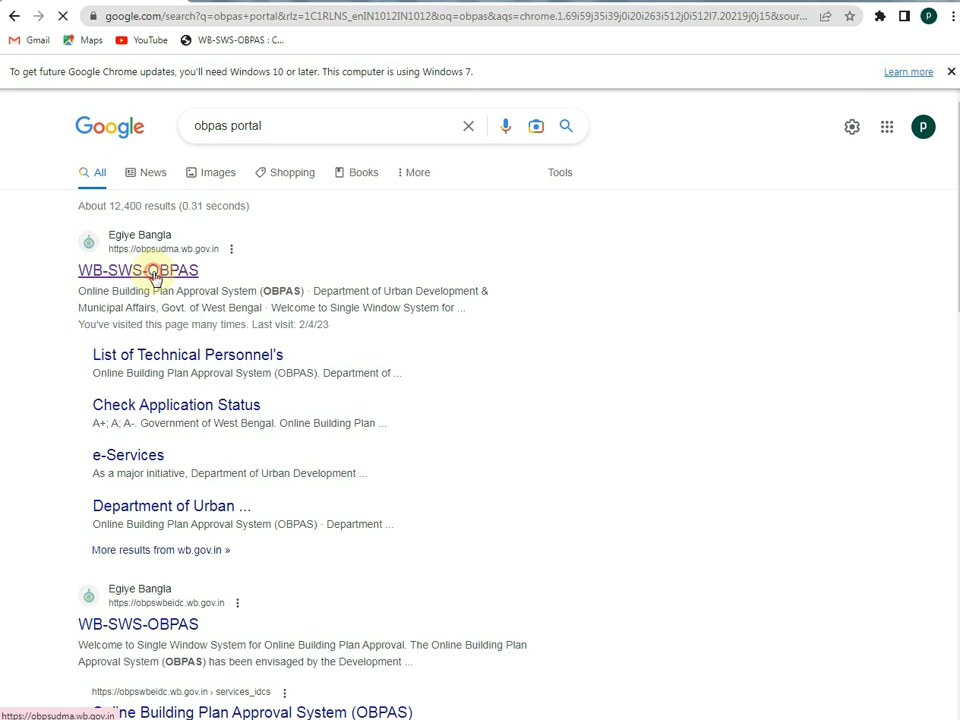 google.com/search?q=obpas+portal&rlz=1C1RLNS_enIN1012IN1012&oq=obpas&aqs=chrome.1.69i59j35i39j0i20i263i512j0i512l7.20219j0j15&sour...
P
Gmail Maps YouTube WB-SWS-OBPAS : C...
To get future Google Chrome updates, you'll need Windows 10 or later. This computer is using Windows 7. Learn more
Google obpas portal P
All News Images Shopping Books More Tools
About 12,400 results (0.31 seconds)
Egiye Bangla
https://obpsudma.wb.gov.in
WB-SWS-OBPAS
Online Building Plan Approval System (OBPAS) · Department of Urban Development &
Municipal Affairs, Govt. of West Bengal · Welcome to Single Window System for ...
You've visited this page many times. Last visit: 2/4/23
List of Technical Personnel's
Online Building Plan Approval System (OBPAS). Department of ...
Check Application Status
A+; A; A-. Government of West Bengal. Online Building Plan ...
e-Services
As a major initiative, Department of Urban Development ...
Department of Urban ...
Online Building Plan Approval System (OBPAS) · Department ...
More results from wb.gov.in »
Egiye Bangla
https://obpswbeidc.wb.gov.in
WB-SWS-OBPAS
Welcome to Single Window System for Online Building Plan Approval. The Online Building Plan
Approval System (OBPAS) has been envisaged by the Development ...
https://obpswbeidc.wb.gov.in › services_idcs
Online Building Plan Approval System (OBPAS)
https://obpsudma.wb.gov.in